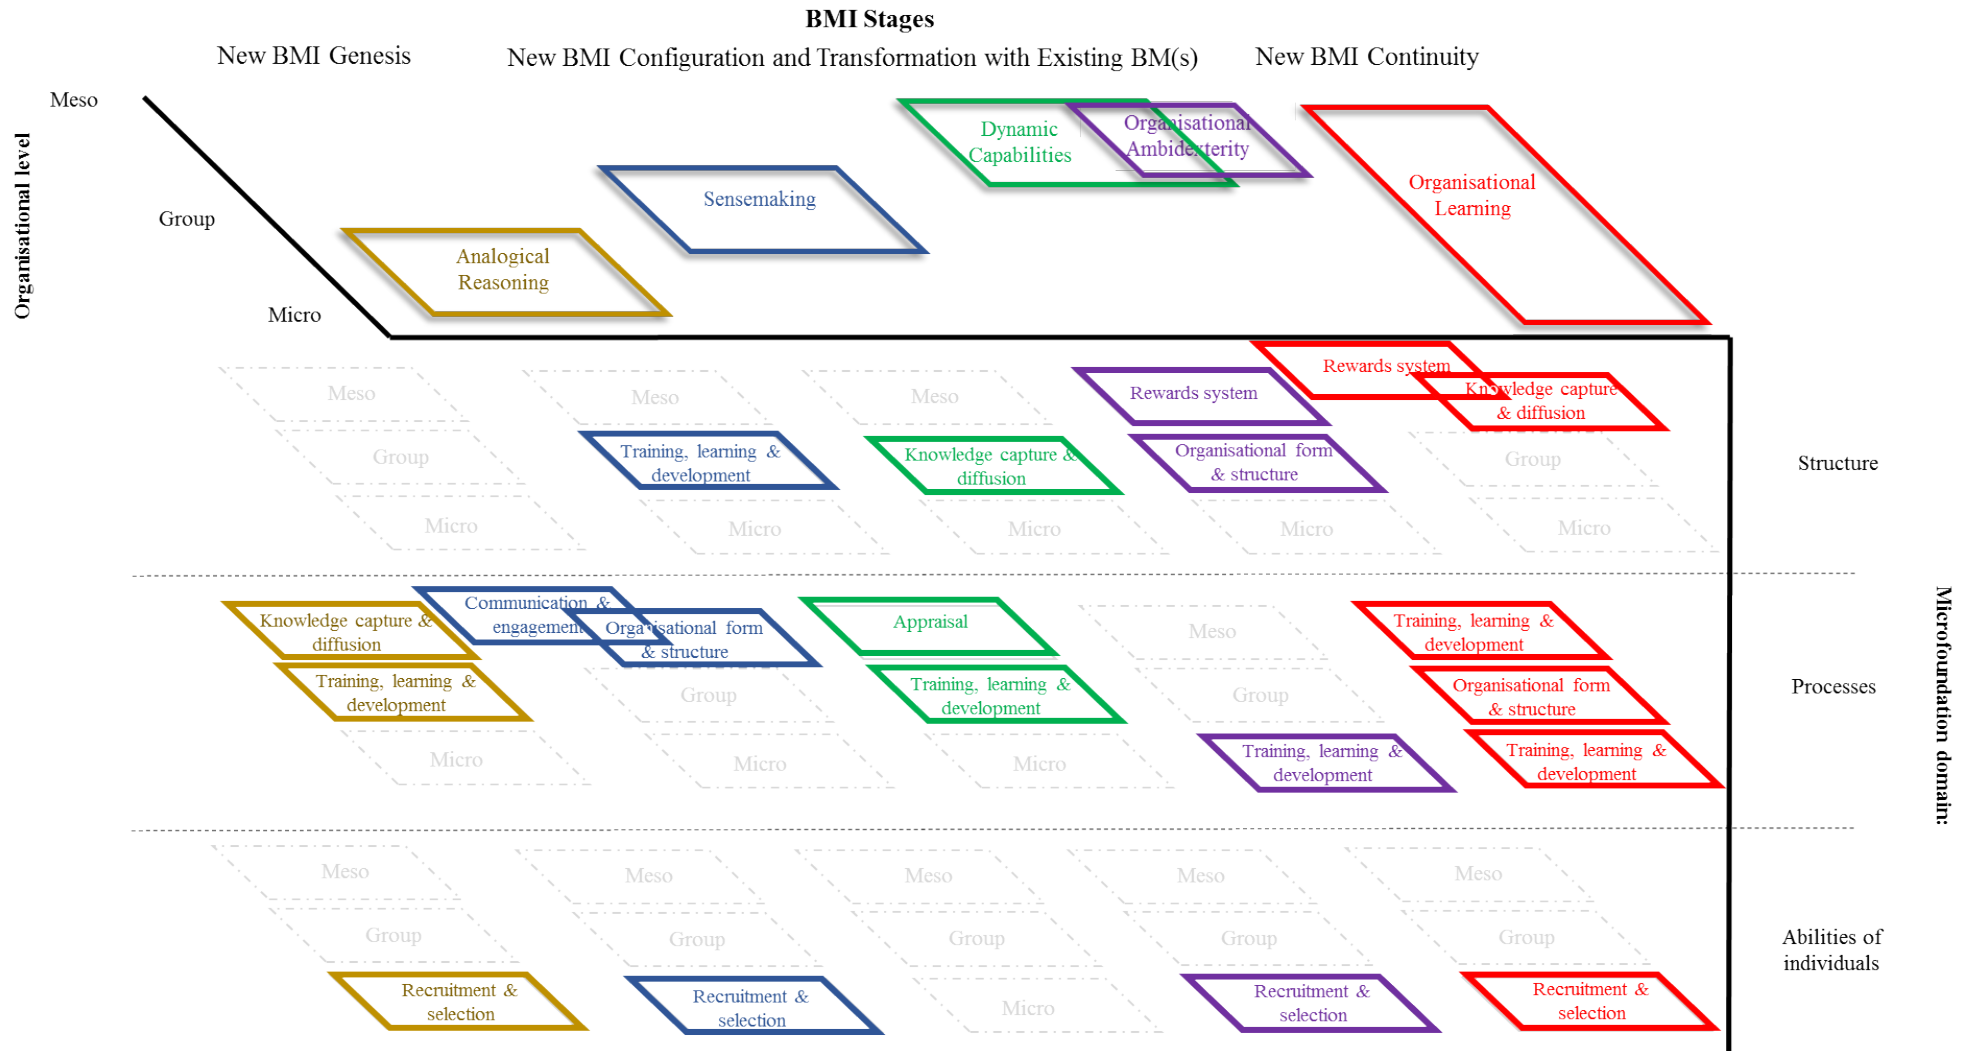 BMI Stages
New BMI Genesis
New BMI Configuration and Transformation with Existing BM(s)
New BMI Continuity
Organisational level
Meso
Group
Micro
Analogical
Reasoning
Sensemaking
Dynamic
Capabilities
Organisational
Ambidexterity
Organisational
Learning
Meso
Group
Micro
Meso
Training, learning &
development
Micro
Meso
Knowledge capture &
diffusion
Micro
Rewards system
Organisational form
& structure
Micro
Rewards system
Knowledge capture
& diffusion
Group
Micro
Structure
Knowledge capture &
diffusion
Training, learning &
development
Micro
Communication &
engagement
Organisational form
& structure
Group
Micro
Appraisal
Training, learning &
development
Micro
Meso
Group
Training, learning &
development
Training, learning &
development
Organisational form
& structure
Training, learning &
development
Processes
Microfoundation domain:
Meso
Group
Recruitment &
selection
Meso
Group
Recruitment &
selection
Meso
Group
Micro
Meso
Group
Recruitment &
selection
Meso
Group
Recruitment &
selection
Abilities of
individuals